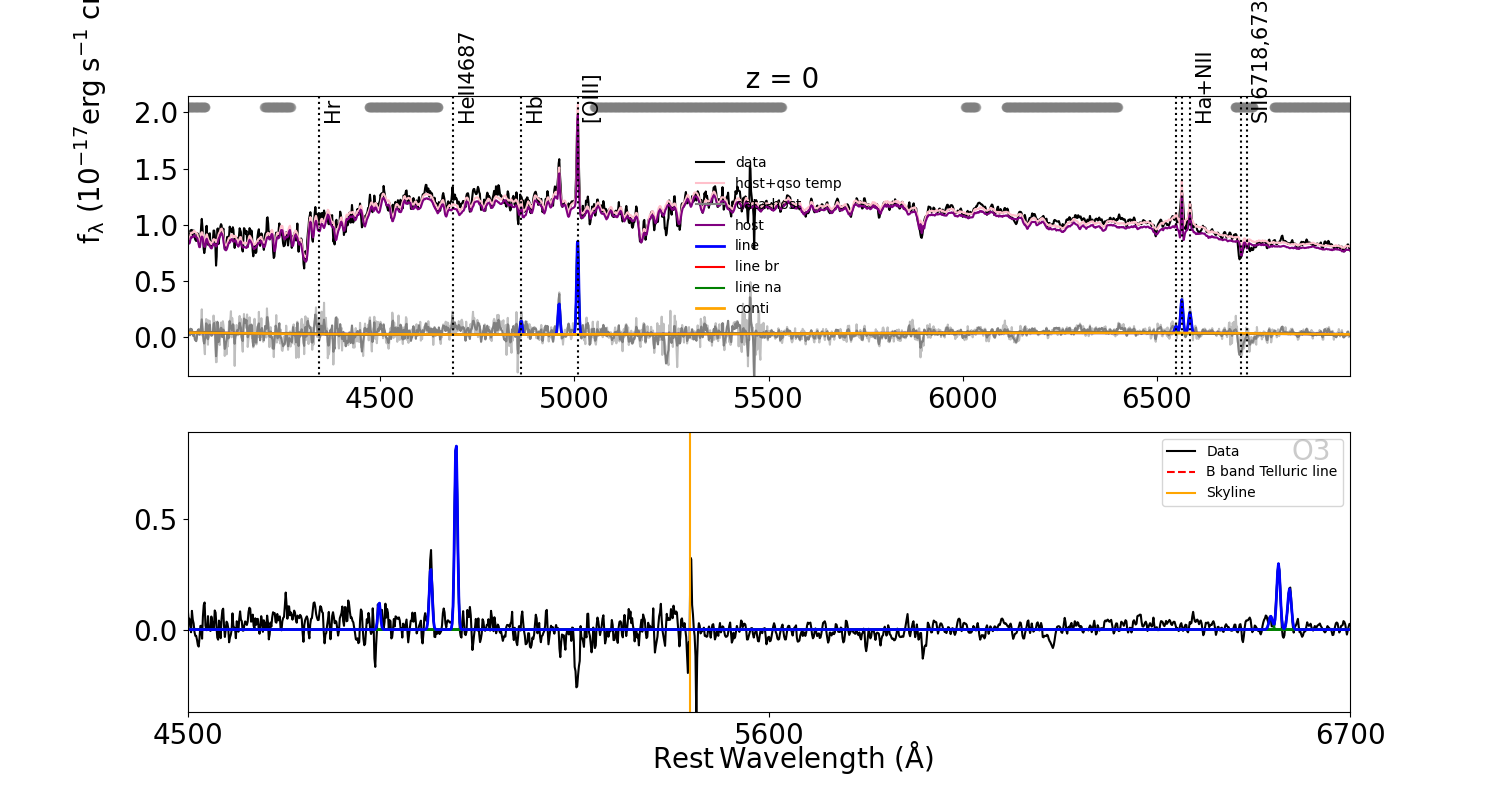 z = 0
f_λ (10^−17 erg s^−1 c
Hr
HeII4687
Hb
[OIII]
Ha+NII
SII6718,673
2.0
1.5
1.0
0.5
0.0
data
host+qso temp
data-host
host
line
line br
line na
conti
4500
5000
5500
6000
6500
O3
Data
B band Telluric line
Skyline
0.5
0.0
4500
5600
6700
Rest Wavelength (Å)